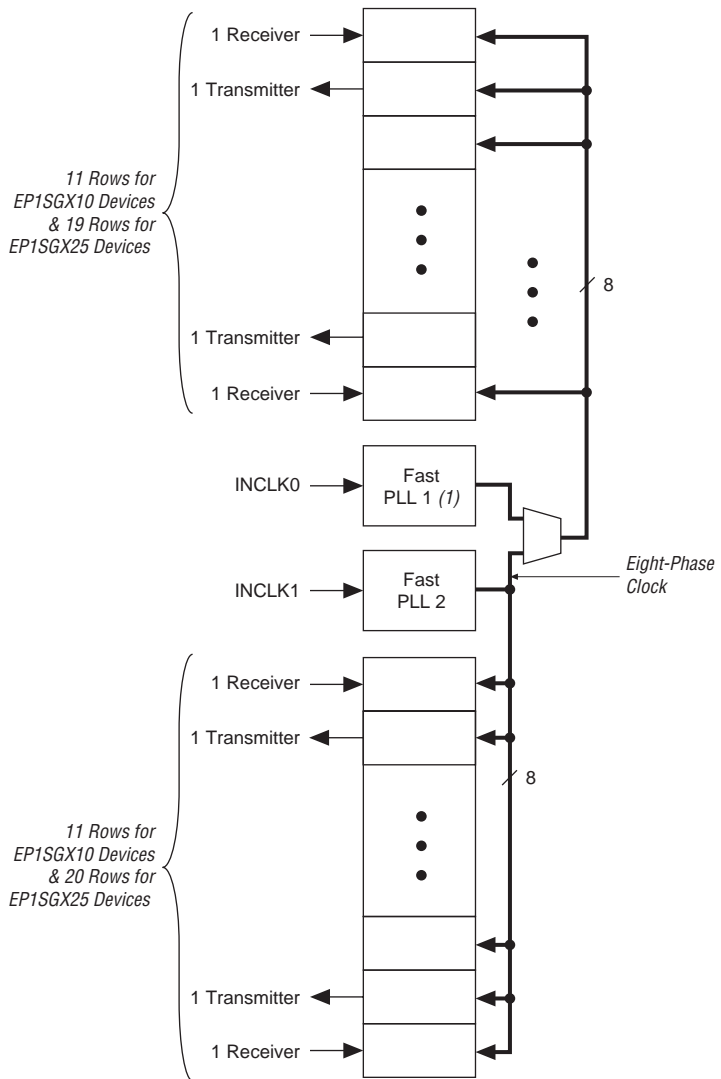 1 Receiver
1 Transmitter
11 Rows for
EP1SGX10 Devices
& 19 Rows for
EP1SGX25 Devices
8
1 Transmitter
1 Receiver
INCLK0
Fast
PLL 1 (1)
INCLK1
Fast
PLL 2
Eight-Phase
Clock
1 Receiver
1 Transmitter
8
11 Rows for
EP1SGX10 Devices
& 20 Rows for
EP1SGX25 Devices
1 Transmitter
1 Receiver